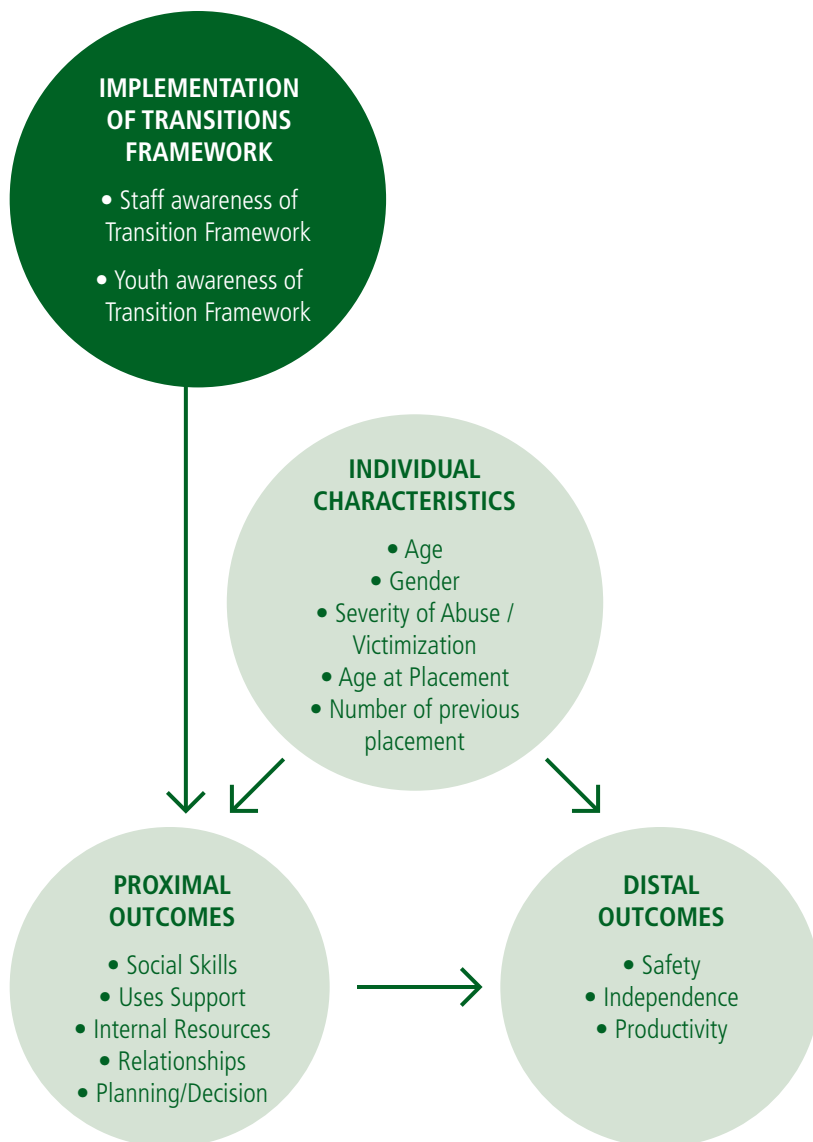 IMPLEMENTATION
OF TRANSITIONS
FRAMEWORK
• Staff awareness of
Transition Framework
• Youth awareness of
Transition Framework
INDIVIDUAL
CHARACTERISTICS
• Age
• Gender
• Severity of Abuse /
Victimization
• Age at Placement
• Number of previous
placement
PROXIMAL
OUTCOMES
• Social Skills
• Uses Support
• Internal Resources
• Relationships
• Planning/Decision
DISTAL
OUTCOMES
• Safety
• Independence
• Productivity